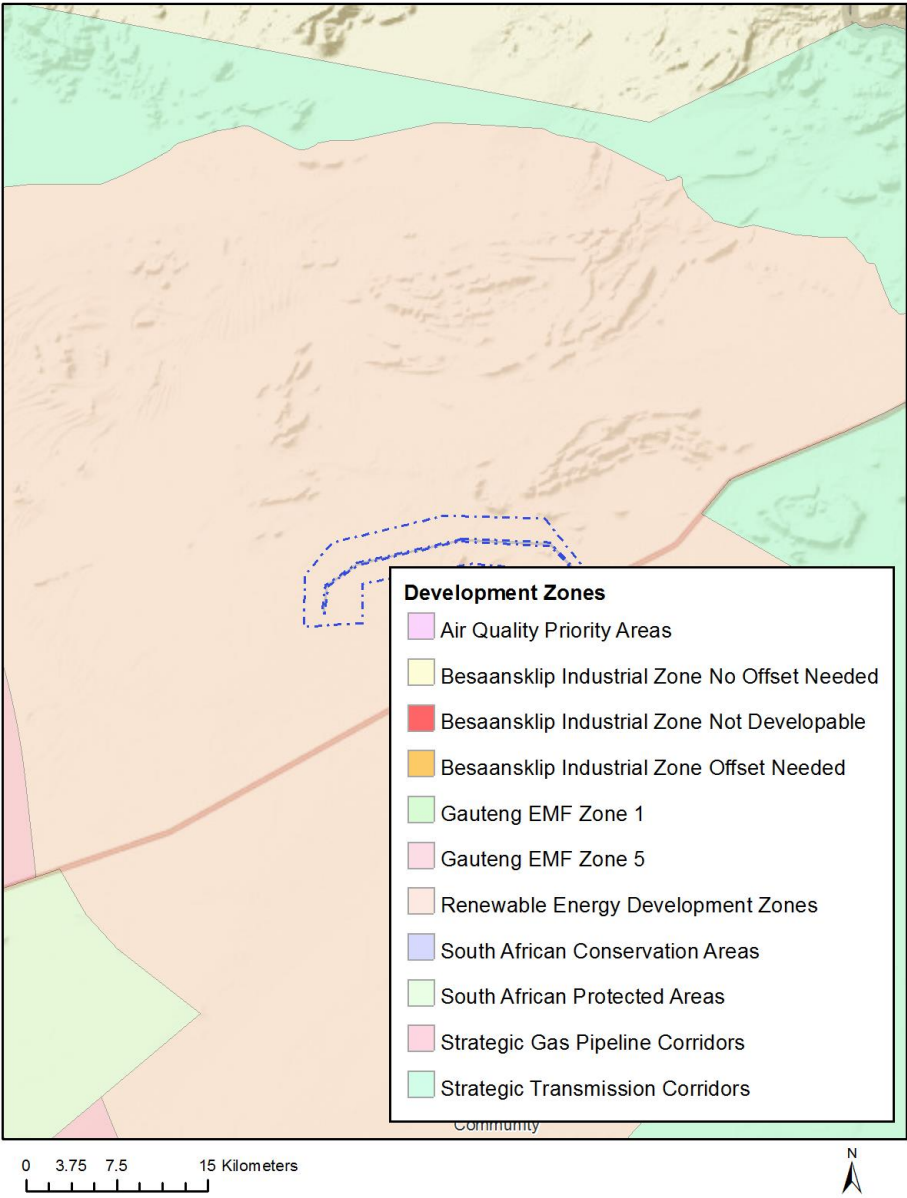 Development Zones
Air Quality Priority Areas
Besaansklip Industrial Zone No Offset Needed
Besaansklip Industrial Zone Not Developable
Besaansklip Industrial Zone Offset Needed
Gauteng EMF Zone 1
Gauteng EMF Zone 5
Renewable Energy Development Zones
South African Conservation Areas
South African Protected Areas
Strategic Gas Pipeline Corridors
Strategic Transmission Corridors
Community
0 3.75 7.5 15 Kilometers
N